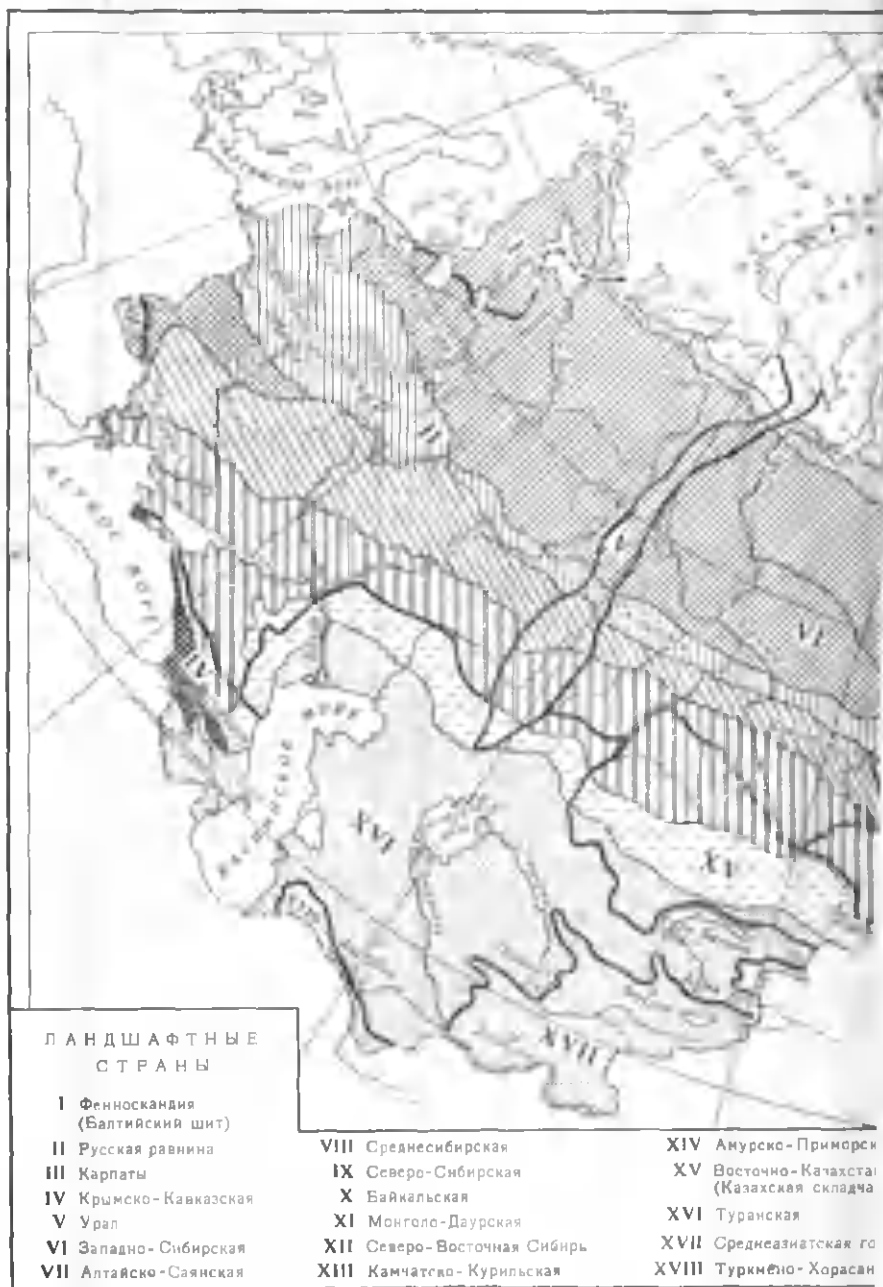 ЧЕРНОЕ МОРЕ
КАСПИЙСКОЕ МОРЕ
I
II
V
VI
IV
XVI
XV
XVII
ЛАНДШАФТНЫЕ
СТРАНЫ
I Фенноскандия
(Балтийский шит)
II Русская равнина
III Карпаты
IV Крымско-Кавказская
V Урал
VI Западно-Сибирская
VII Алтайско-Саянская
VIII Среднесибирская
IX Северо-Сибирская
X Байкальская
XI Монголо-Даурская
XII Северо-Восточная Сибирь
XIII Камчатско-Курильская
XIV Амурско-Приморск
XV Восточно-Казахста
(Казахская складча
XVI Туранская
XVII Среднеазиатская го
XVIII Туркмено-Хорасан